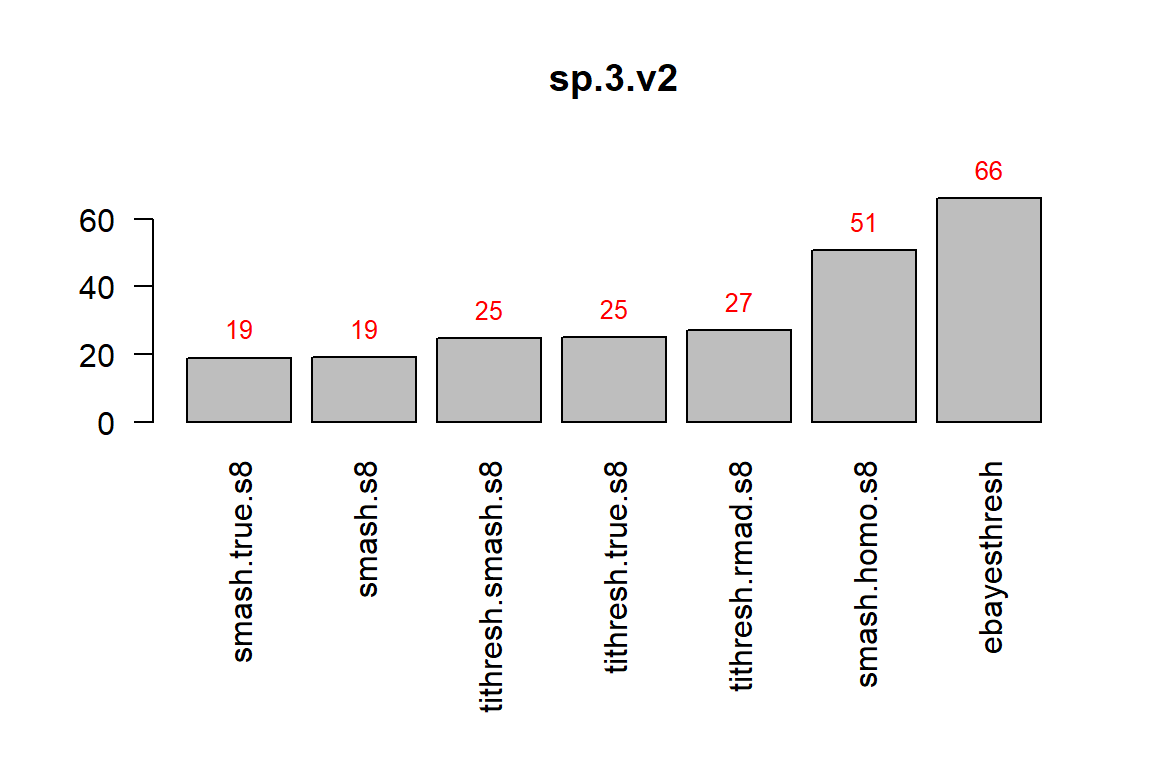 sp.3.v2
60
40
20
0
19
19
25
25
27
51
66
smash.true.s8
smash.s8
tithresh.smash.s8
tithresh.true.s8
tithresh.rmad.s8
smash.homo.s8
ebayesthresh